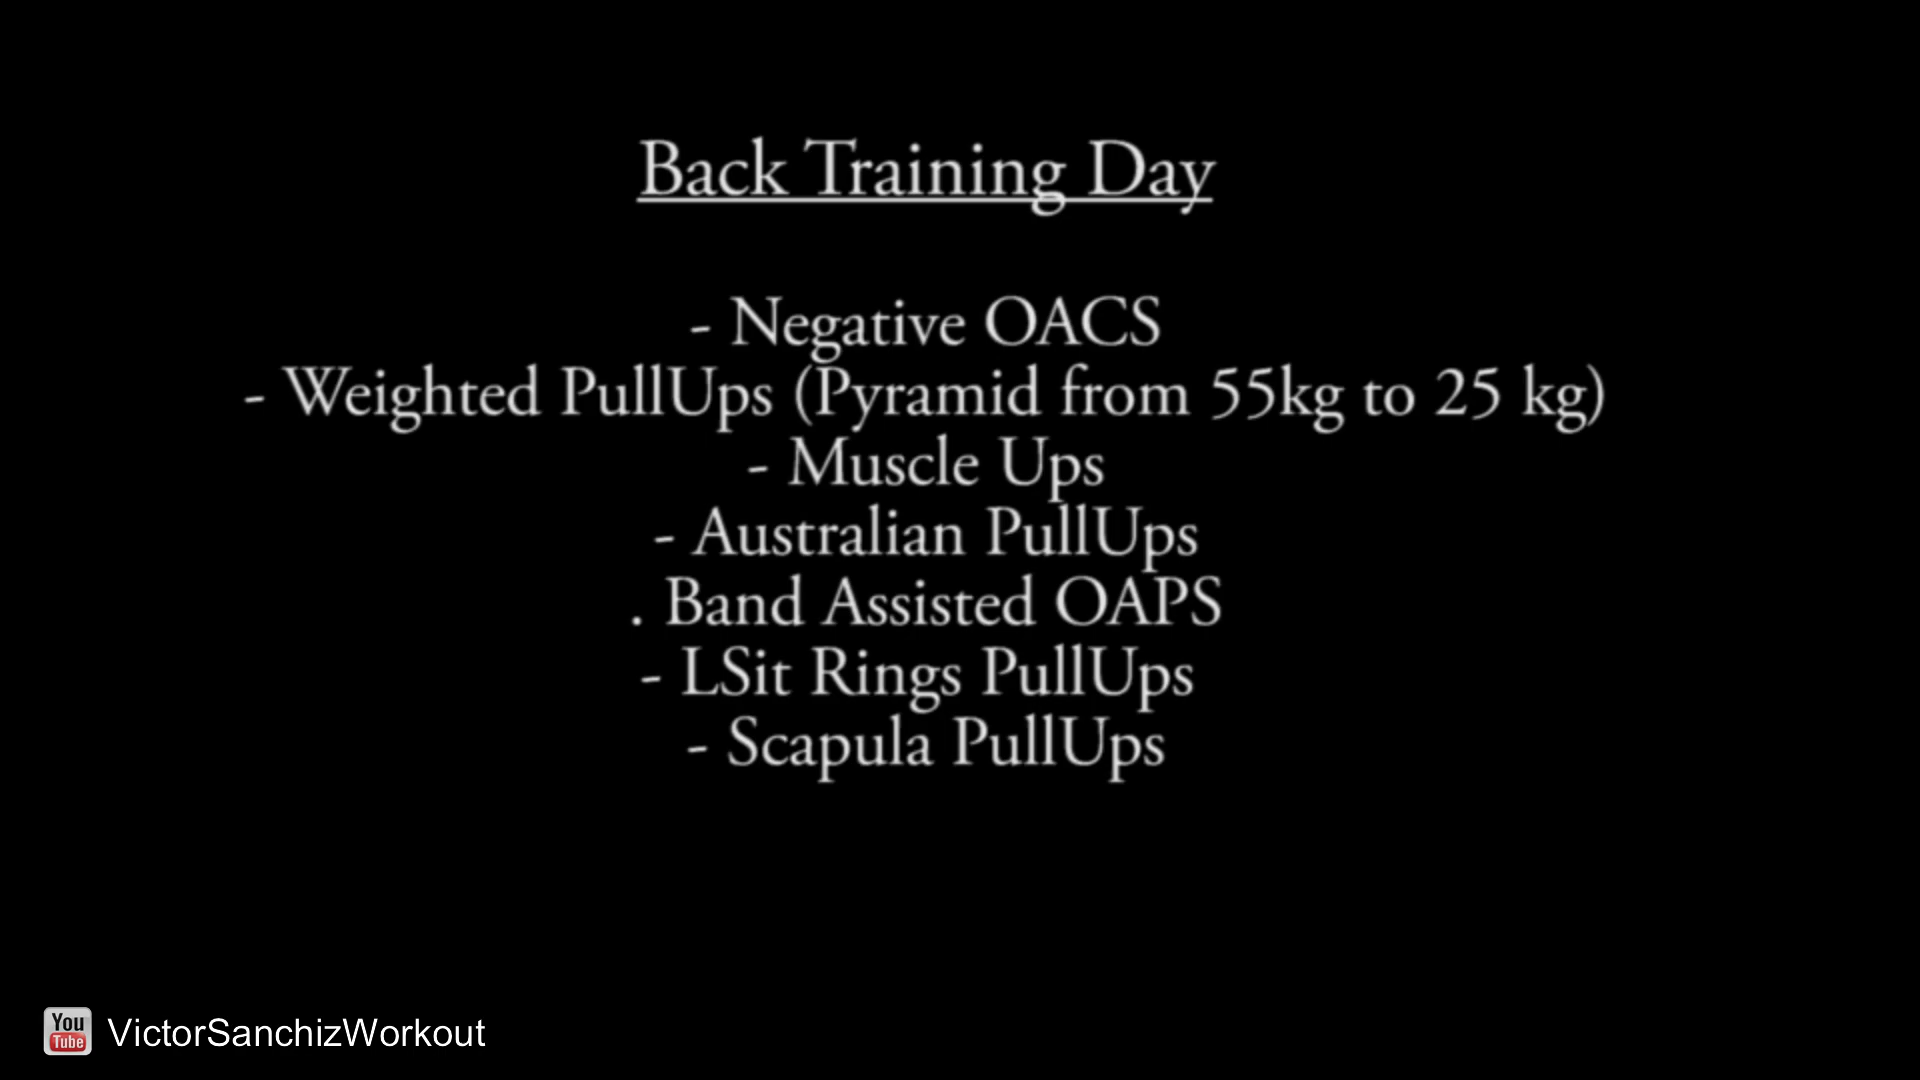 Back Training Day
- Negative OACS
- Weighted PullUps (Pyramid from 55kg to 25 kg)
- Muscle Ups
- Australian PullUps
. Band Assisted OAPS
- LSit Rings PullUps
- Scapula PullUps
You
Tube
VictorSanchizWorkout